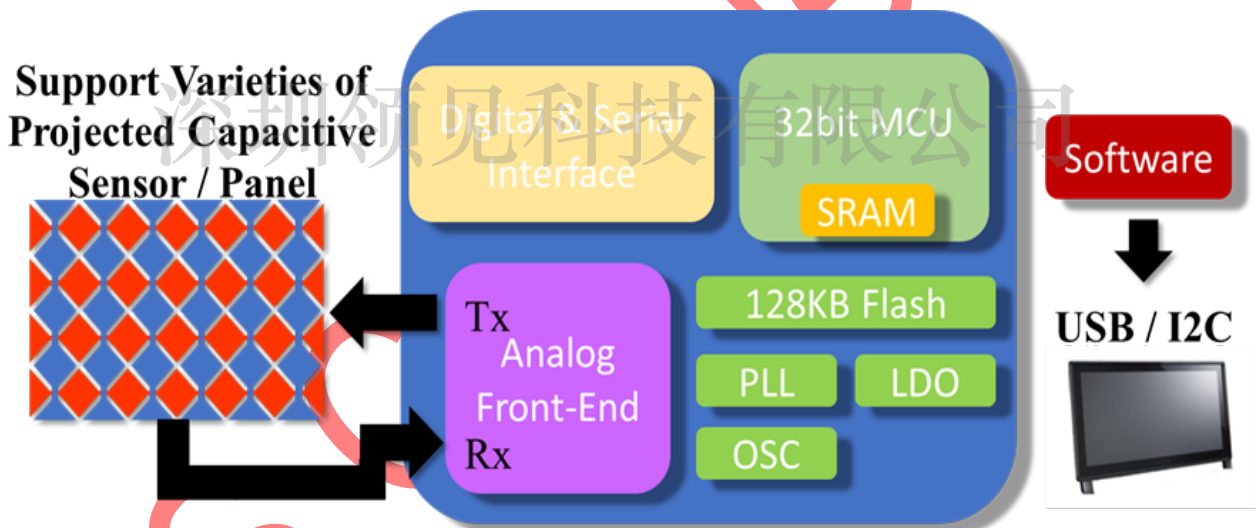 Support Varieties of
Projected Capacitive
Sensor / Panel
深圳领见科技有限公司
Digital & Serial
Interface
32bit MCU
SRAM
Tx
Analog
Front-End
Rx
128KB Flash
PLL
LDO
OSC
Software
USB / I2C